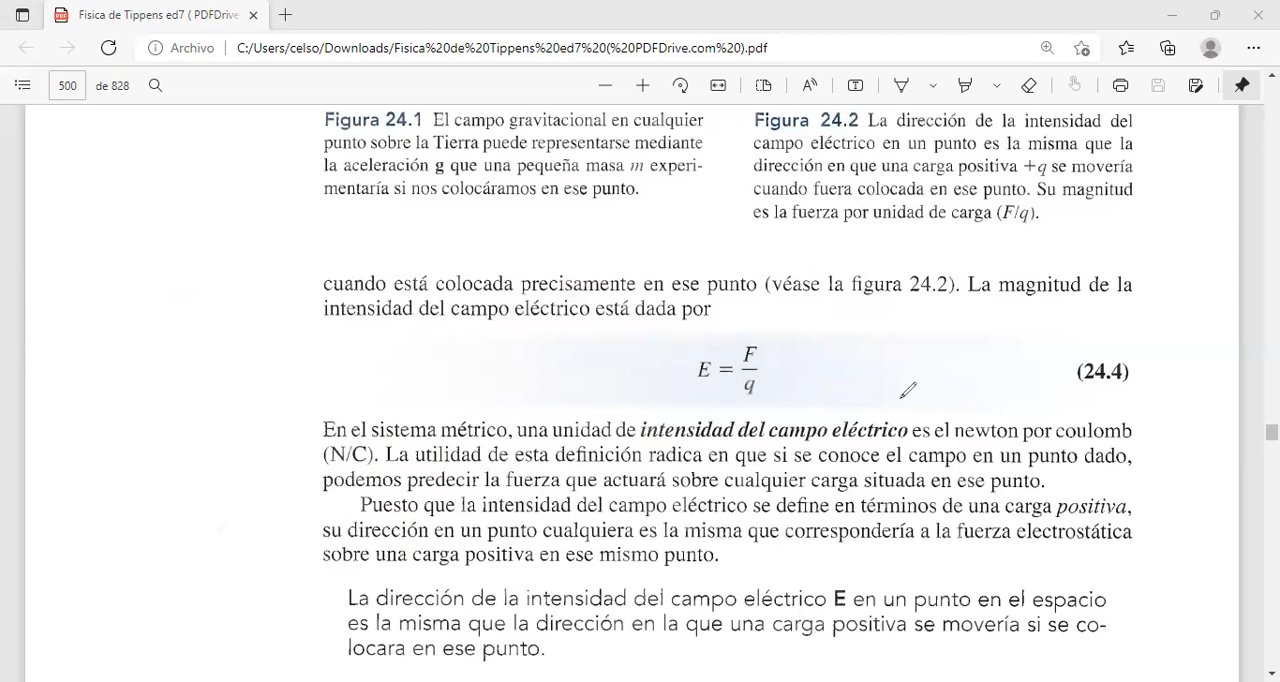 Fisica de Tippens ed7 ( PDFDrive
Archivo
C:/Users/celso/Downloads/Fisica%20de%20Tippens%20ed7%20(%20PDFDrive.com%20).pdf
500 de 828
Figura 24.1 El campo gravitacional en cualquier
punto sobre la Tierra puede representarse mediante
la aceleración g que una pequeña masa m experi-
mentaría si nos colocáramos en ese punto.
Figura 24.2 La dirección de la intensidad del
campo eléctrico en un punto es la misma que la
dirección en que una carga positiva +q se movería
cuando fuera colocada en ese punto. Su magnitud
es la fuerza por unidad de carga (F/q).
cuando está colocada precisamente en ese punto (véase la figura 24.2). La magnitud de la
intensidad del campo eléctrico está dada por
E = F/q (24.4)
En el sistema métrico, una unidad de intensidad del campo eléctrico es el newton por coulomb
(N/C). La utilidad de esta definición radica en que si se conoce el campo en un punto dado,
podemos predecir la fuerza que actuará sobre cualquier carga situada en ese punto.
Puesto que la intensidad del campo eléctrico se define en términos de una carga positiva,
su dirección en un punto cualquiera es la misma que correspondería a la fuerza electrostática
sobre una carga positiva en ese mismo punto.
La dirección de la intensidad del campo eléctrico E en un punto en el espacio
es la misma que la dirección en la que una carga positiva se movería si se co-
locara en ese punto.